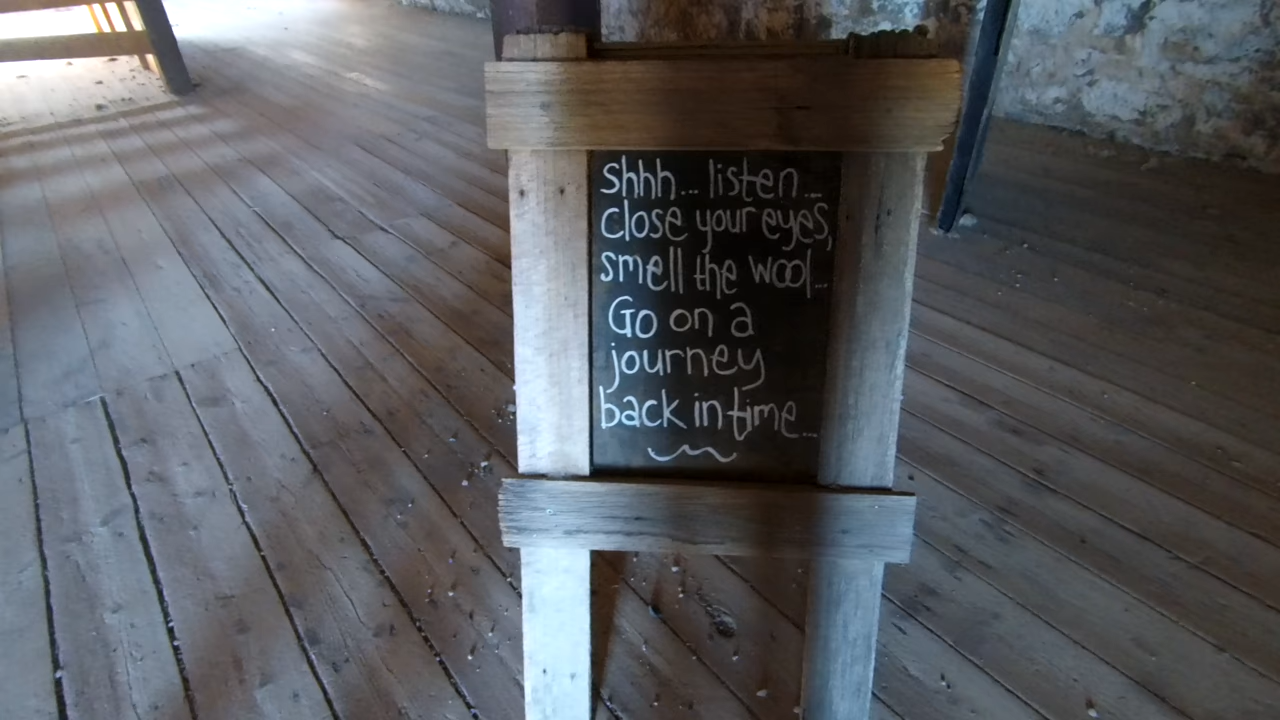 shhh... listen...
close your eyes,
smell the wool...
Go on a
journey
back in time...